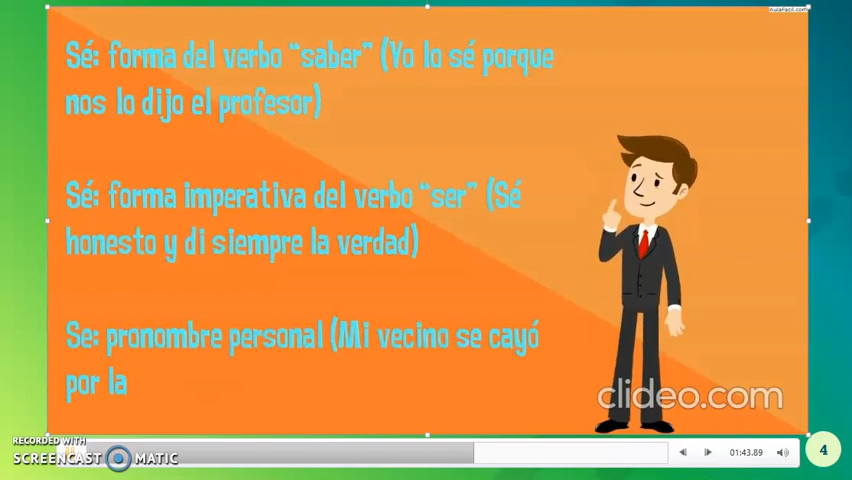 AulaFacil.com
Sé: forma del verbo “saber” (Yo lo sé porque
nos lo dijo el profesor)
Sé: forma imperativa del verbo “ser” (Sé
honesto y di siempre la verdad)
Se: pronombre personal (Mi vecino se cayó
por la
clideo.com
RECORDED WITH
SCREENCAST MATIC
01:43.89
4